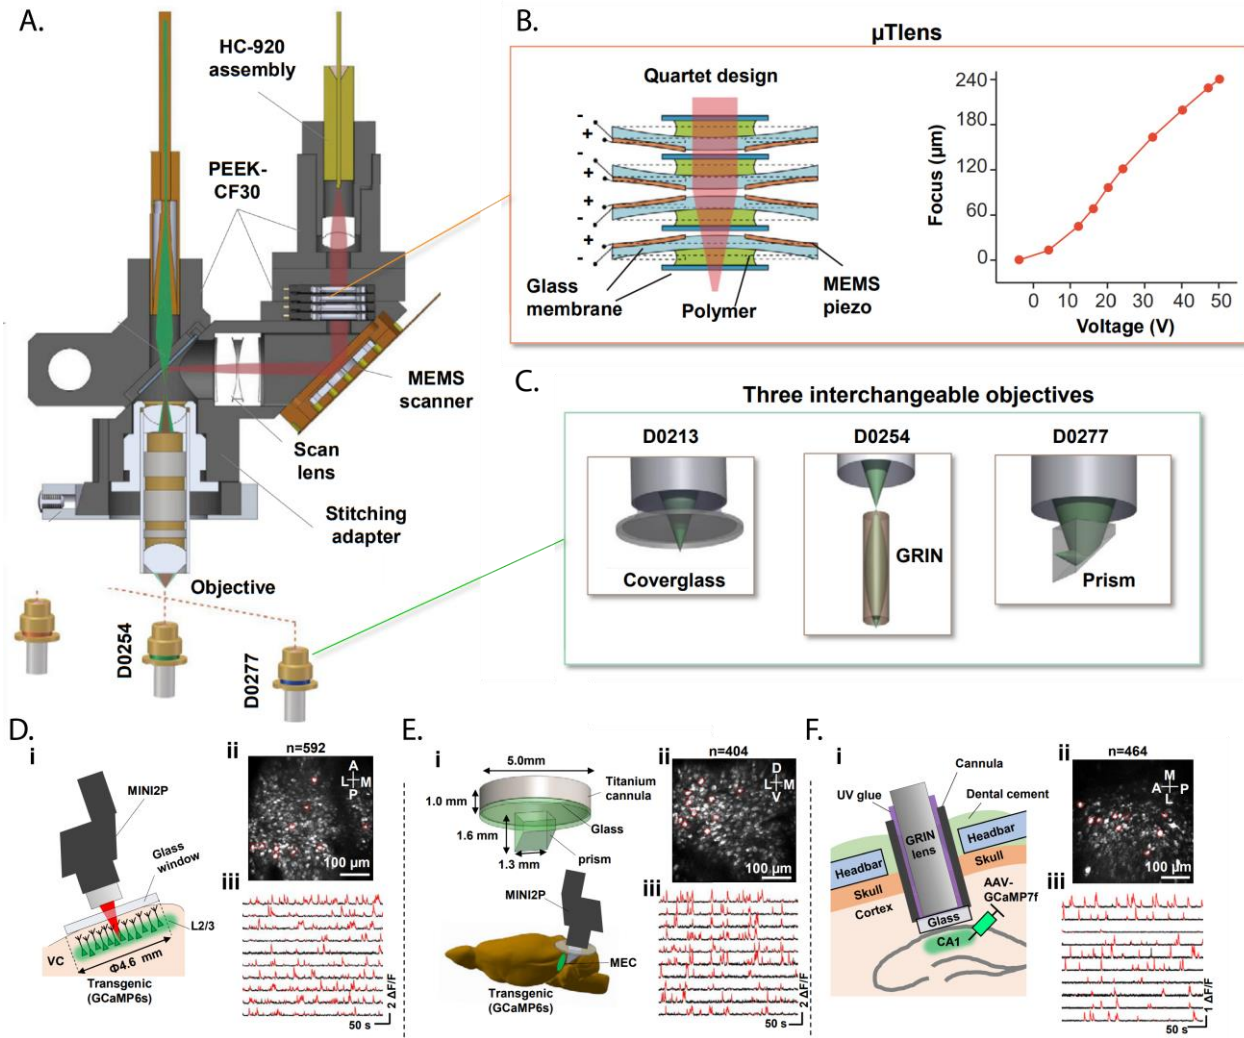 A.
HC-920
assembly
PEEK-
CF30
MEMS
scanner
Scan
lens
Stitching
adapter
Objective
D0254
D0277
B.
µTlens
Quartet design
-
+
-
+
+
-
+
-
Glass
membrane
Polymer
MEMS
piezo
Focus (µm)
240
180
120
60
0
0 10 20 30 40 50
Voltage (V)
C.
Three interchangeable objectives
D0213
D0254
D0277
Coverglass
GRIN
Prism
D.
i
MINI2P
Glass
window
L2/3
VC
Φ4.6 mm
Transgenic
(GCaMP6s)
ii
n=592
A
L M
P
100 µm
iii
2 ΔF/F
50 s
E.
i
5.0mm
Titanium
cannula
1.0 mm
Glass
1.6 mm
prism
1.3 mm
MINI2P
MEC
Transgenic
(GCaMP6s)
ii
n=404
D
L M
V
100 µm
iii
2 ΔF/F
50 s
F.
i
Cannula
UV glue
Dental cement
GRIN
lens
Headbar
Headbar
Skull
Skull
Cortex
AAV-
GCaMP7f
Glass
CA1
ii
n=464
M
A P
L
100 µm
iii
1 ΔF/F
50 s